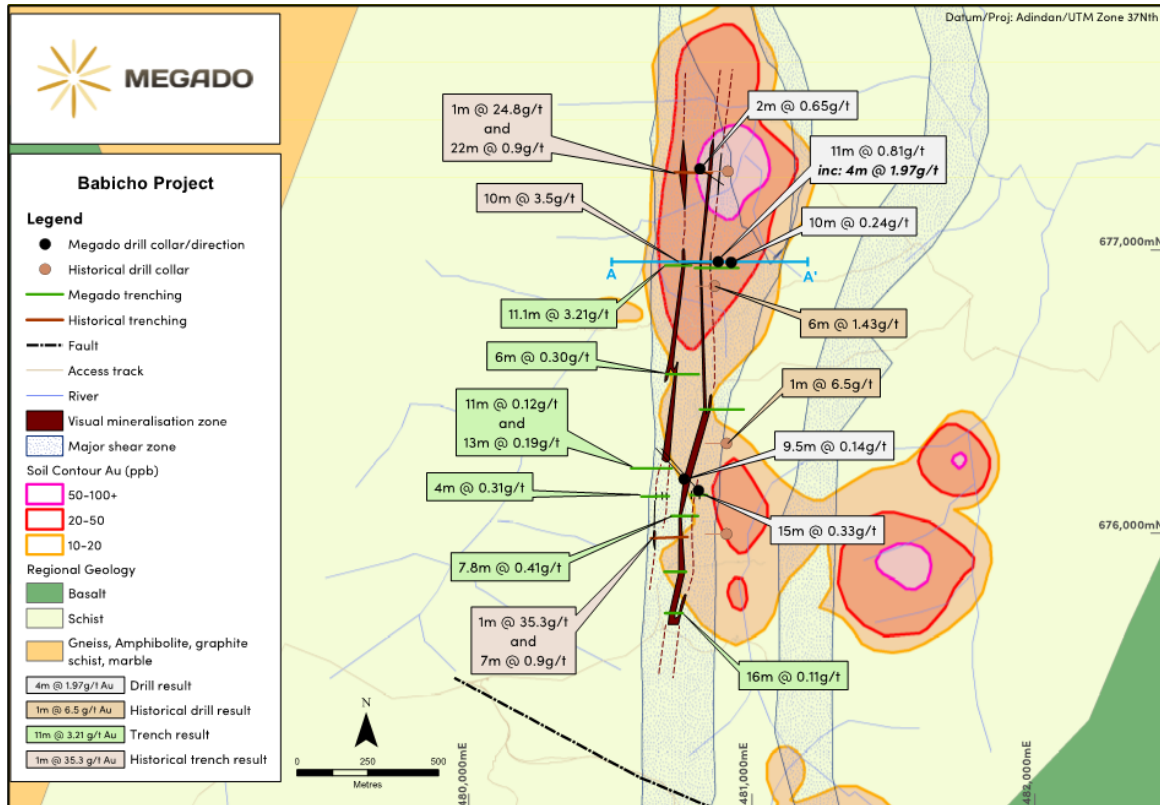 Datum/Proj: Adindan/UTM Zone 37Nth
MEGADO
Babicho Project
Legend
Megado drill collar/direction
Historical drill collar
Megado trenching
Historical trenching
Fault
Access track
River
Visual mineralisation zone
Major shear zone
Soil Contour Au (ppb)
50-100+
20-50
10-20
Regional Geology
Basalt
Schist
Gneiss, Amphibolite, graphite
schist, marble
4m @ 1.97g/t Au Drill result
1m @ 6.5 g/t Au Historical drill result
11m @ 3.21 g/t Au Trench result
1m @ 35.3 g/t Au Historical trench result
1m @ 24.8g/t
and
22m @ 0.9g/t
2m @ 0.65g/t
11m @ 0.81g/t
inc: 4m @ 1.97g/t
10m @ 3.5g/t
10m @ 0.24g/t
677,000mN
A
A'
11.1m @ 3.21g/t
6m @ 1.43g/t
6m @ 0.30g/t
1m @ 6.5g/t
11m @ 0.12g/t
and
13m @ 0.19g/t
9.5m @ 0.14g/t
4m @ 0.31g/t
15m @ 0.33g/t
676,000mN
7.8m @ 0.41g/t
1m @ 35.3g/t
and
7m @ 0.9g/t
16m @ 0.11g/t
N
0
250
500
Metres
480,000mE
481,000mE
482,000mE